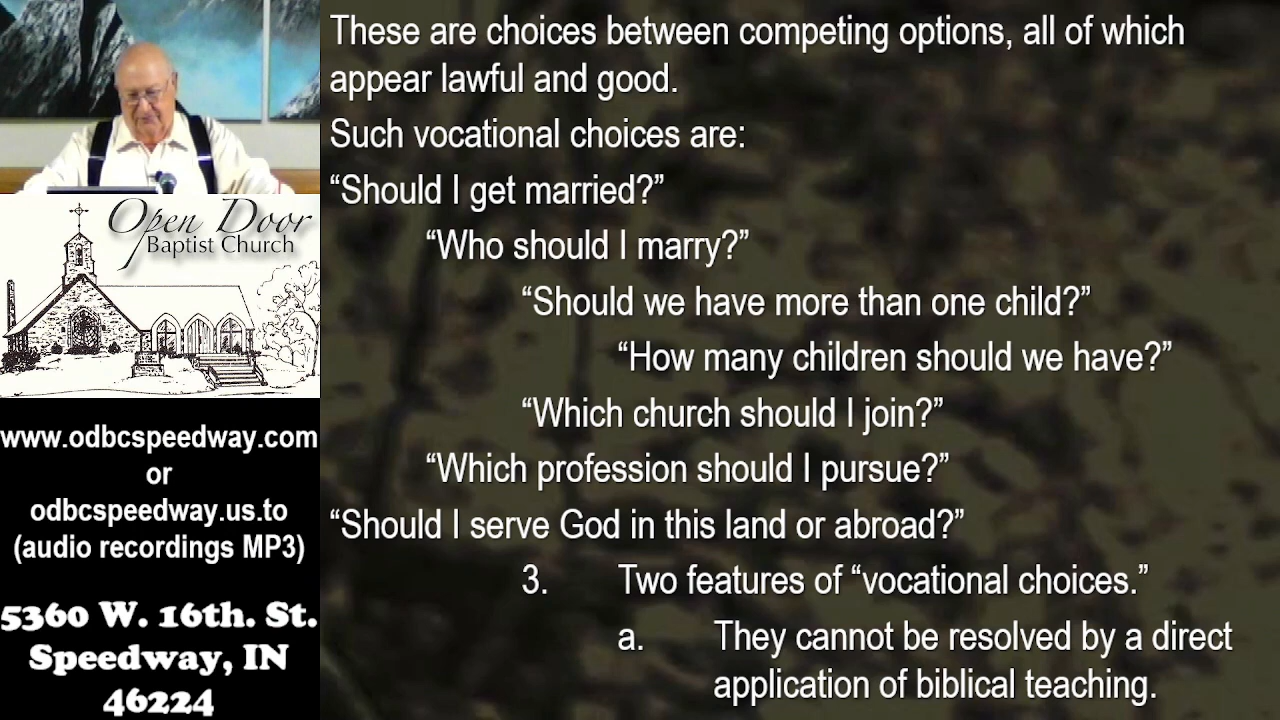 Open Door
Baptist Church
www.odbcspeedway.com
or
odbcspeedway.us.to
(audio recordings MP3)
5360 W. 16th. St.
Speedway, IN
46224
These are choices between competing options, all of which
appear lawful and good.
Such vocational choices are:
“Should I get married?”
“Who should I marry?”
“Should we have more than one child?”
“How many children should we have?”
“Which church should I join?”
“Which profession should I pursue?”
“Should I serve God in this land or abroad?”
3. Two features of “vocational choices.”
a. They cannot be resolved by a direct
application of biblical teaching.